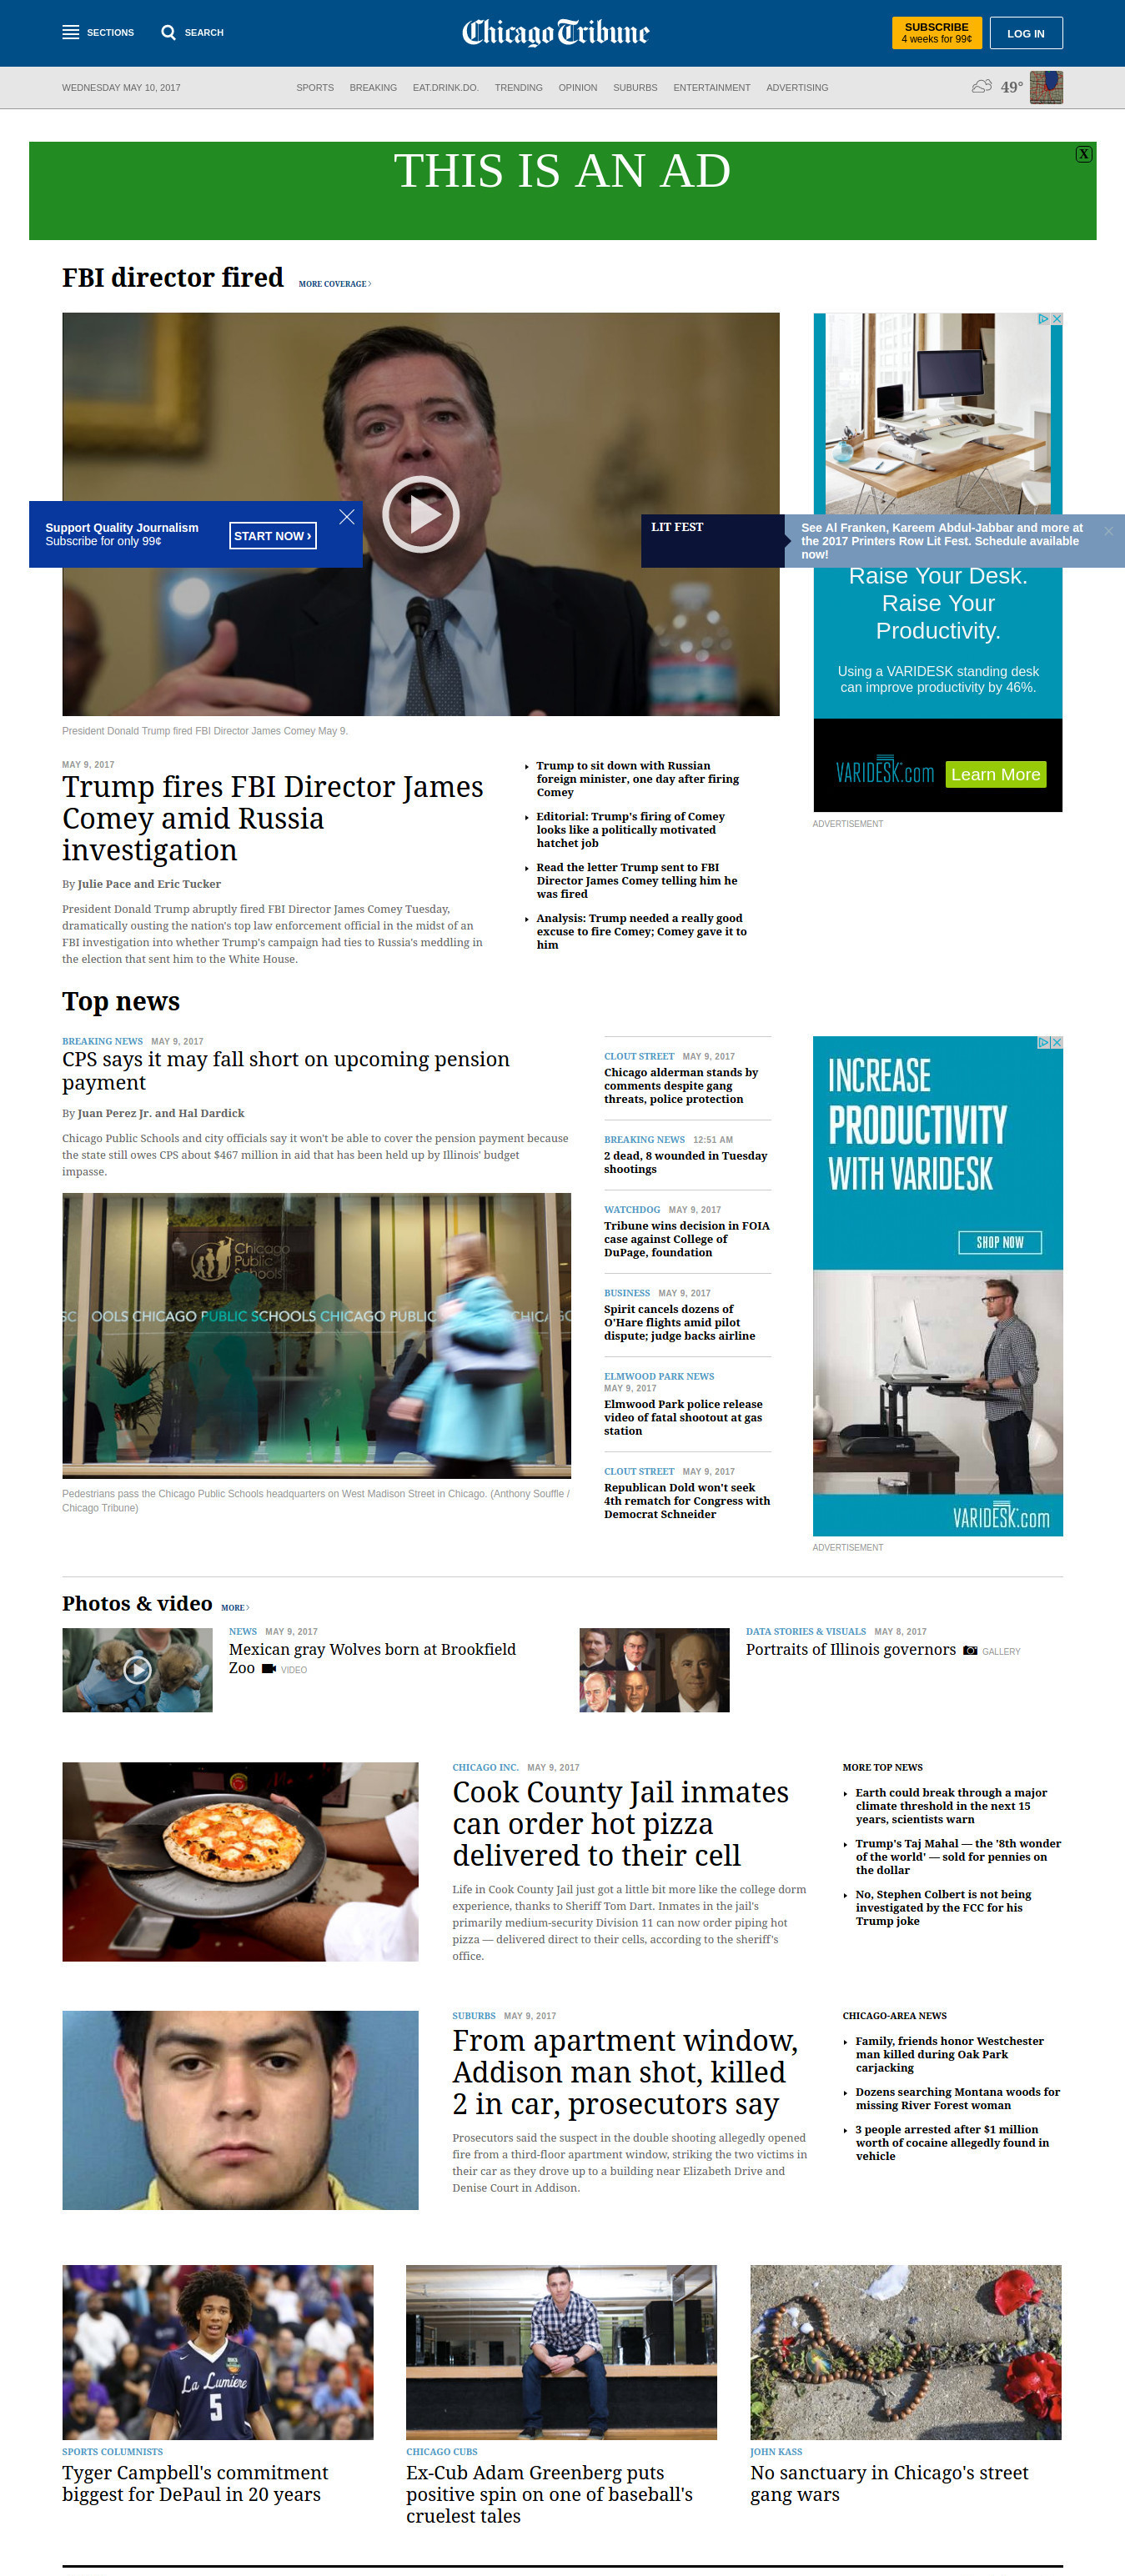 SECTIONS
SEARCH
Chicago Tribune
SUBSCRIBE
4 weeks for 99¢
LOG IN
WEDNESDAY MAY 10, 2017
SPORTS
BREAKING
EAT.DRINK.DO.
TRENDING
OPINION
SUBURBS
ENTERTAINMENT
ADVERTISING
49°
THIS IS AN AD
X
FBI director fired
MORE COVERAGE
Support Quality Journalism
Subscribe for only 99¢
START NOW ›
LIT FEST
See Al Franken, Kareem Abdul-Jabbar and more at
the 2017 Printers Row Lit Fest. Schedule available
now!
Raise Your Desk.
Raise Your
Productivity.
Using a VARIDESK standing desk
can improve productivity by 46%.
VARIDESK.com
Learn More
ADVERTISEMENT
President Donald Trump fired FBI Director James Comey May 9.
MAY 9, 2017
Trump fires FBI Director James
Comey amid Russia
investigation
By Julie Pace and Eric Tucker
President Donald Trump abruptly fired FBI Director James Comey Tuesday,
dramatically ousting the nation's top law enforcement official in the midst of an
FBI investigation into whether Trump's campaign had ties to Russia's meddling in
the election that sent him to the White House.
Trump to sit down with Russian
foreign minister, one day after firing
Comey
Editorial: Trump's firing of Comey
looks like a politically motivated
hatchet job
Read the letter Trump sent to FBI
Director James Comey telling him he
was fired
Analysis: Trump needed a really good
excuse to fire Comey; Comey gave it to
him
Top news
BREAKING NEWS MAY 9, 2017
CPS says it may fall short on upcoming pension
payment
By Juan Perez Jr. and Hal Dardick
Chicago Public Schools and city officials say it won't be able to cover the pension payment because
the state still owes CPS about $467 million in aid that has been held up by Illinois' budget
impasse.
Chicago
Public
Schools
SC OOLS CHICAGO PUBLIC SCHOOLS CHICAGO PUBLIC CHICAGO
Pedestrians pass the Chicago Public Schools headquarters on West Madison Street in Chicago. (Anthony Souffle /
Chicago Tribune)
CLOUT STREET MAY 9, 2017
Chicago alderman stands by
comments despite gang
threats, police protection
BREAKING NEWS 12:51 AM
2 dead, 8 wounded in Tuesday
shootings
WATCHDOG MAY 9, 2017
Tribune wins decision in FOIA
case against College of
DuPage, foundation
BUSINESS MAY 9, 2017
Spirit cancels dozens of
O'Hare flights amid pilot
dispute; judge backs airline
ELMWOOD PARK NEWS
MAY 9, 2017
Elmwood Park police release
video of fatal shootout at gas
station
CLOUT STREET MAY 9, 2017
Republican Dold won't seek
4th rematch for Congress with
Democrat Schneider
INCREASE
PRODUCTIVITY
WITH VARIDESK
SHOP NOW
VARIDESK.com
ADVERTISEMENT
Photos & video
MORE
NEWS MAY 9, 2017
Mexican gray Wolves born at Brookfield
Zoo VIDEO
DATA STORIES & VISUALS MAY 8, 2017
Portraits of Illinois governors GALLERY
CHICAGO INC. MAY 9, 2017
Cook County Jail inmates
can order hot pizza
delivered to their cell
Life in Cook County Jail just got a little bit more like the college dorm
experience, thanks to Sheriff Tom Dart. Inmates in the jail's
primarily medium-security Division 11 can now order piping hot
pizza — delivered direct to their cells, according to the sheriff's
office.
MORE TOP NEWS
Earth could break through a major
climate threshold in the next 15
years, scientists warn
Trump's Taj Mahal — the '8th wonder
of the world' — sold for pennies on
the dollar
No, Stephen Colbert is not being
investigated by the FCC for his
Trump joke
SUBURBS MAY 9, 2017
From apartment window,
Addison man shot, killed
2 in car, prosecutors say
Prosecutors said the suspect in the double shooting allegedly opened
fire from a third-floor apartment window, striking the two victims in
their car as they drove up to a building near Elizabeth Drive and
Denise Court in Addison.
CHICAGO-AREA NEWS
Family, friends honor Westchester
man killed during Oak Park
carjacking
Dozens searching Montana woods for
missing River Forest woman
3 people arrested after $1 million
worth of cocaine allegedly found in
vehicle
La Lumiere
5
SPORTS COLUMNISTS
Tyger Campbell's commitment
biggest for DePaul in 20 years
CHICAGO CUBS
Ex-Cub Adam Greenberg puts
positive spin on one of baseball's
cruelest tales
JOHN KASS
No sanctuary in Chicago's street
gang wars